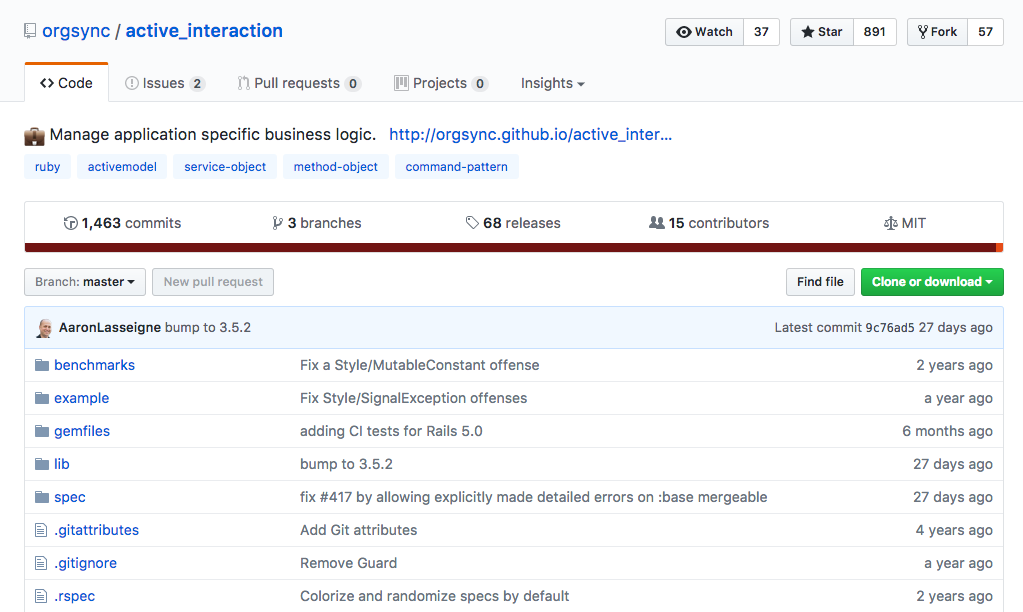 orgsync / active_interaction Watch 37 Star 891 Fork 57
Code Issues 2 Pull requests 0 Projects 0 Insights
Manage application specific business logic. http://orgsync.github.io/active_inter...
ruby activemodel service-object method-object command-pattern
1,463 commits 3 branches 68 releases 15 contributors MIT
Branch: master New pull request Find file Clone or download
AaronLasseigne bump to 3.5.2 Latest commit 9c76ad5 27 days ago
benchmarks Fix a Style/MutableConstant offense 2 years ago
example Fix Style/SignalException offenses a year ago
gemfiles adding CI tests for Rails 5.0 6 months ago
lib bump to 3.5.2 27 days ago
spec fix #417 by allowing explicitly made detailed errors on :base mergeable 27 days ago
.gitattributes Add Git attributes 4 years ago
.gitignore Remove Guard a year ago
.rspec Colorize and randomize specs by default 2 years ago